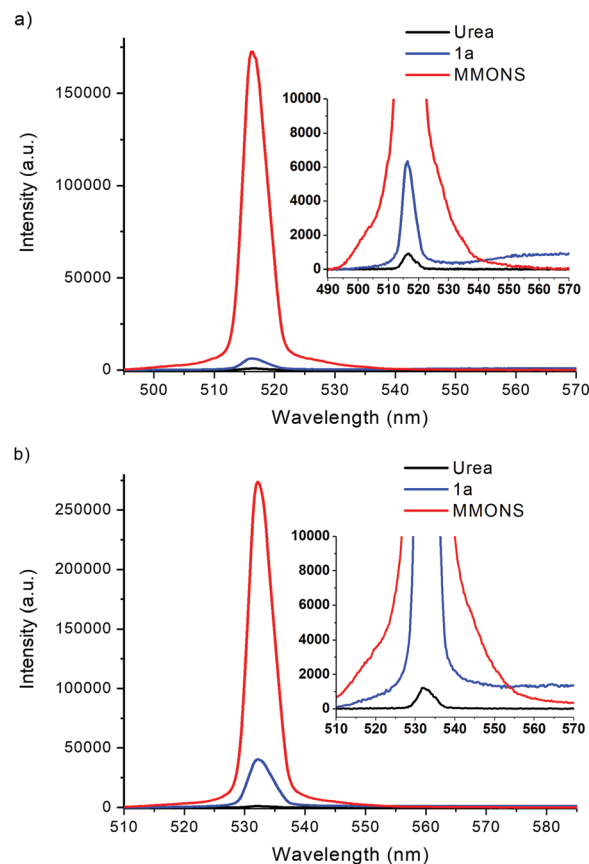 a)
Urea
1a
MMONS
150000
100000
50000
0
Intensity (a.u.)
10000
8000
6000
4000
2000
0
490 500 510 520 530 540 550 560 570
500 510 520 530 540 550 560 570
Wavelength (nm)
b)
Urea
1a
MMONS
250000
200000
150000
100000
50000
0
Intensity (a.u.)
10000
8000
6000
4000
2000
0
510 520 530 540 550 560 570
510 520 530 540 550 560 570 580
Wavelength (nm)